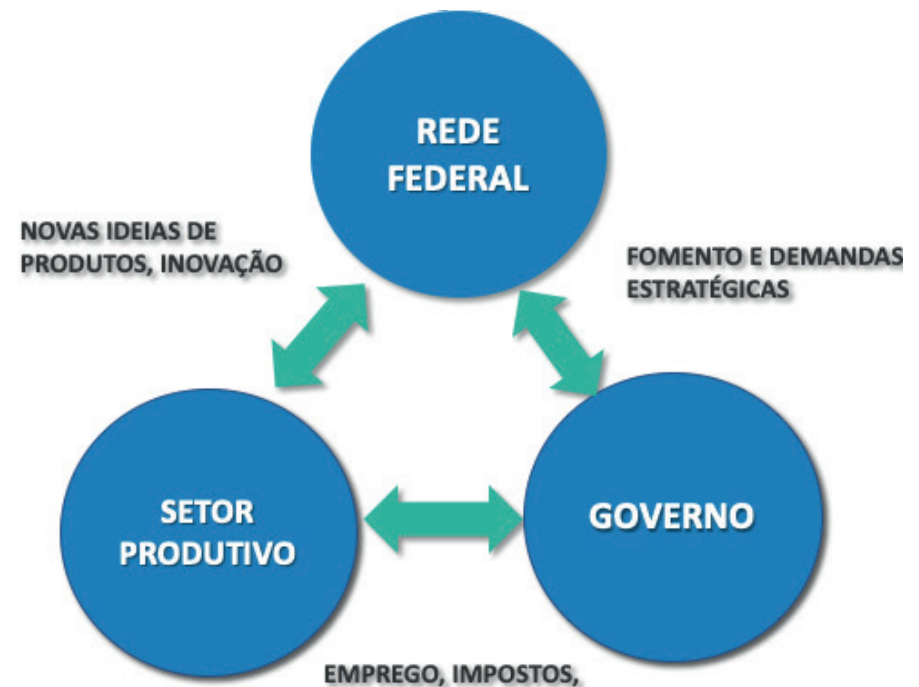 REDE
FEDERAL
NOVAS IDEIAS DE
PRODUTOS, INOVAÇÃO
FOMENTO E DEMANDAS
ESTRATÉGICAS
SETOR
PRODUTIVO
GOVERNO
EMPREGO, IMPOSTOS,